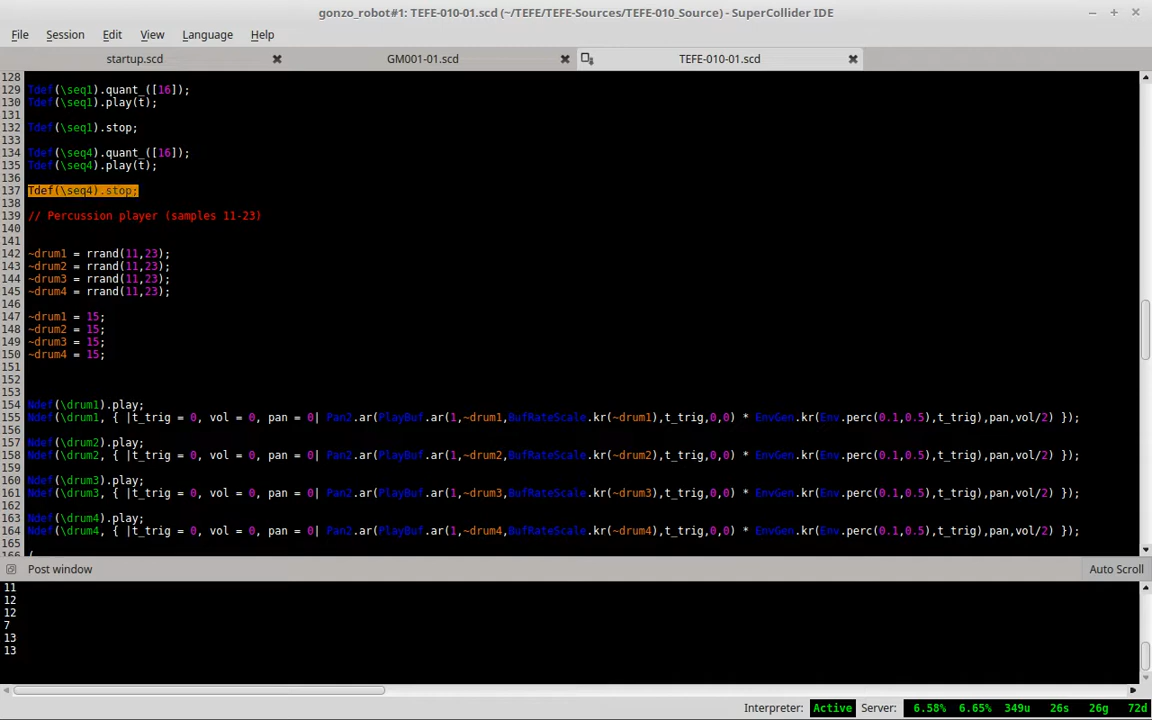 gonzo_robot#1: TEFE-010-01.scd (~/TEFE/TEFE-Sources/TEFE-010_Source) - SuperCollider IDE
File Session Edit View Language Help
startup.scd GM001-01.scd TEFE-010-01.scd
128
129 Tdef(\seq1).quant_([16]);
130 Tdef(\seq1).play(t);
131
132 Tdef(\seq1).stop;
133
134 Tdef(\seq4).quant_([16]);
135 Tdef(\seq4).play(t);
136
137 Tdef(\seq4).stop;
138
139 // Percussion player (samples 11-23)
140
141
142 ~drum1 = rrand(11,23);
143 ~drum2 = rrand(11,23);
144 ~drum3 = rrand(11,23);
145 ~drum4 = rrand(11,23);
146
147 ~drum1 = 15;
148 ~drum2 = 15;
149 ~drum3 = 15;
150 ~drum4 = 15;
151
152
153
154 Ndef(\drum1).play;
155 Ndef(\drum1, { |t_trig = 0, vol = 0, pan = 0| Pan2.ar(PlayBuf.ar(1,~drum1,BufRateScale.kr(~drum1),t_trig,0,0) * EnvGen.kr(Env.perc(0.1,0.5),t_trig),pan,vol/2) });
156
157 Ndef(\drum2).play;
158 Ndef(\drum2, { |t_trig = 0, vol = 0, pan = 0| Pan2.ar(PlayBuf.ar(1,~drum2,BufRateScale.kr(~drum2),t_trig,0,0) * EnvGen.kr(Env.perc(0.1,0.5),t_trig),pan,vol/2) });
159
160 Ndef(\drum3).play;
161 Ndef(\drum3, { |t_trig = 0, vol = 0, pan = 0| Pan2.ar(PlayBuf.ar(1,~drum3,BufRateScale.kr(~drum3),t_trig,0,0) * EnvGen.kr(Env.perc(0.1,0.5),t_trig),pan,vol/2) });
162
163 Ndef(\drum4).play;
164 Ndef(\drum4, { |t_trig = 0, vol = 0, pan = 0| Pan2.ar(PlayBuf.ar(1,~drum4,BufRateScale.kr(~drum4),t_trig,0,0) * EnvGen.kr(Env.perc(0.1,0.5),t_trig),pan,vol/2) });
165
166 (
Post window Auto Scroll
11
12
12
7
13
13
Interpreter: Active Server: 6.58% 6.65% 349u 26s 26g 72d